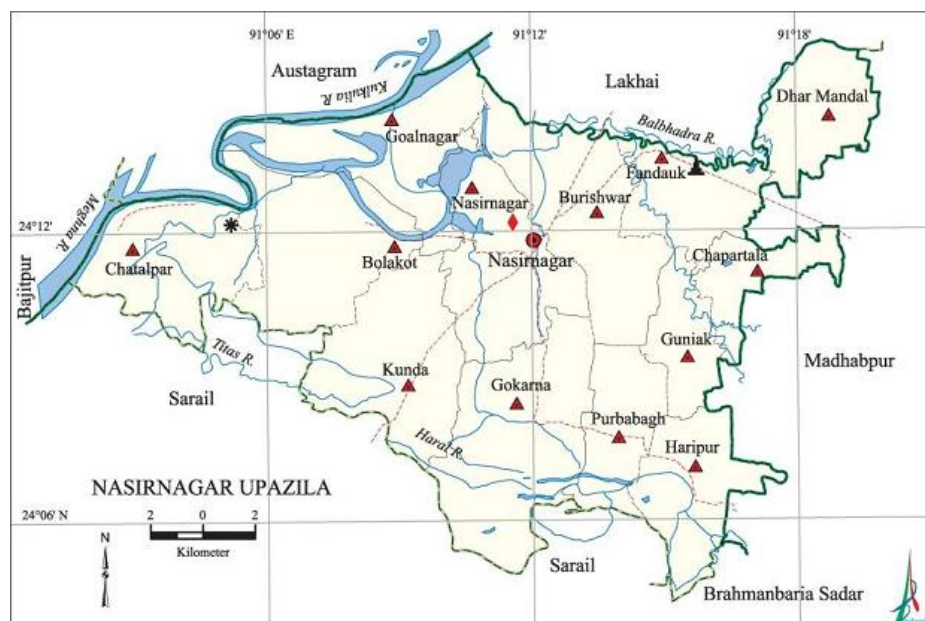 91°06' E
91°12'
91°18'
Austagram
Lakhai
Kulkulia R.
Dhar Mandal
Goalnagar
Balbhadra R.
Fandauk
Nasirnagar
Burishwar
Meghna R.
24°12'
Chatalpar
Bolakot
Nasirnagar
Chapartala
Bajitpur
Titas R.
Guniak
Madhabpur
Sarail
Kunda
Gokarna
Purbabagh
Haral R.
Haripur
NASIRNAGAR UPAZILA
24°06' N
2 0 2
Kilometer
N
Sarail
Brahmanbaria Sadar